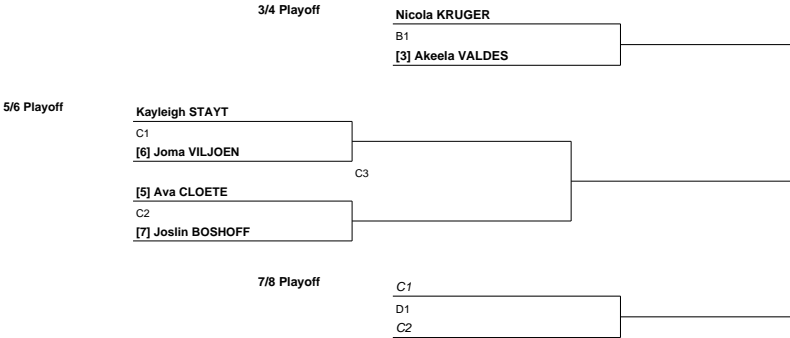 3/4 Playoff
Nicola KRUGER
B1
[3] Akeela VALDES
5/6 Playoff
Kayleigh STAYT
C1
[6] Joma VILJOEN
C3
[5] Ava CLOETE
C2
[7] Joslin BOSHOFF
7/8 Playoff
C1
D1
C2